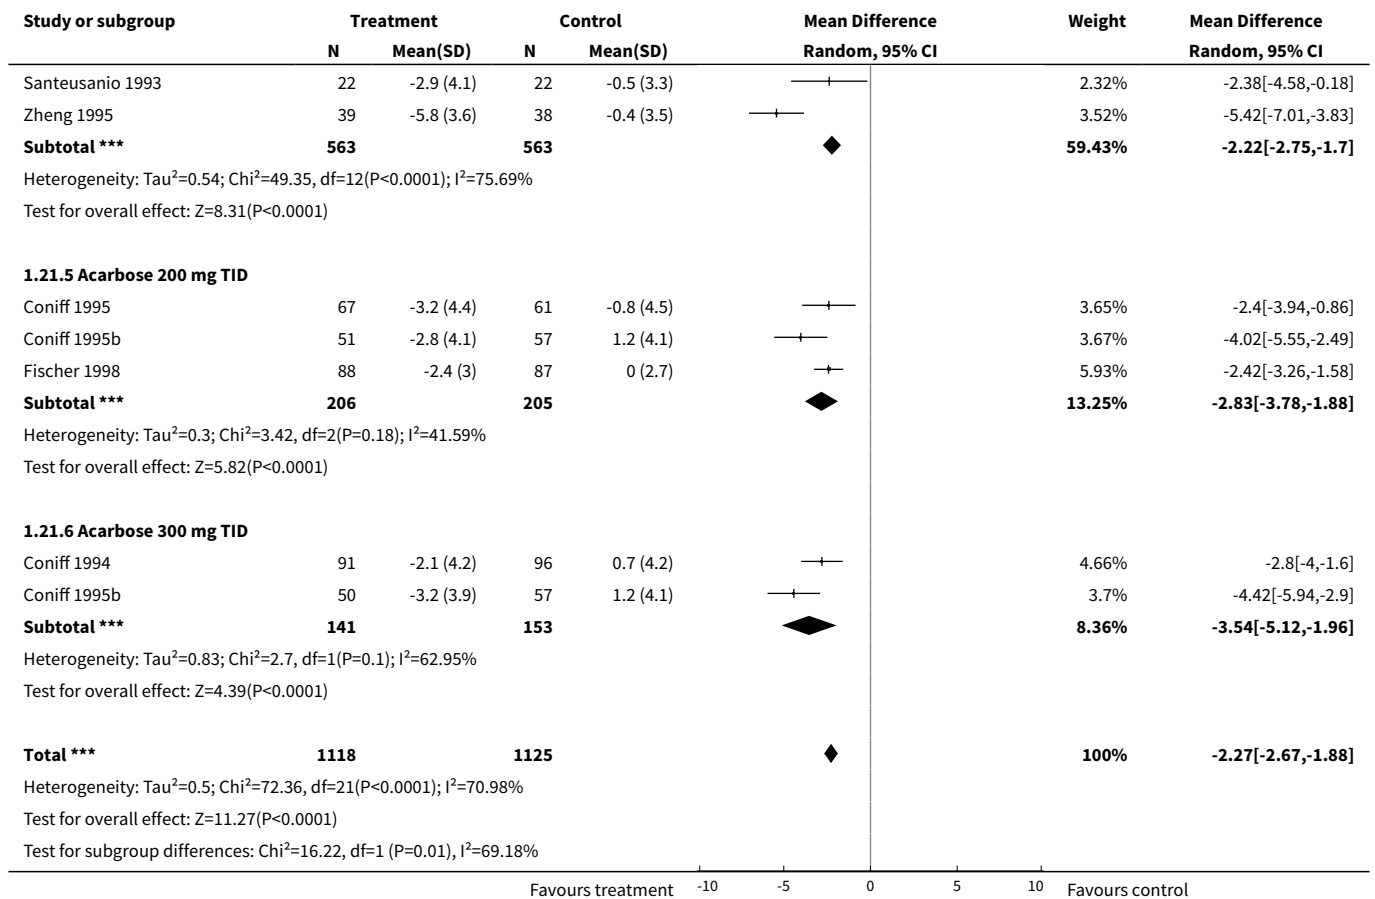 Study or subgroup Treatment Control Mean Difference Weight Mean Difference
N Mean(SD) N Mean(SD) Random, 95% CI Random, 95% CI
Santeusanio 1993 22 -2.9 (4.1) 22 -0.5 (3.3) 2.32% -2.38[-4.58,-0.18]
Zheng 1995 39 -5.8 (3.6) 38 -0.4 (3.5) 3.52% -5.42[-7.01,-3.83]
Subtotal *** 563 563 59.43% -2.22[-2.75,-1.7]
Heterogeneity: Tau²=0.54; Chi²=49.35, df=12(P<0.0001); I²=75.69%
Test for overall effect: Z=8.31(P<0.0001)
1.21.5 Acarbose 200 mg TID
Coniff 1995 67 -3.2 (4.4) 61 -0.8 (4.5) 3.65% -2.4[-3.94,-0.86]
Coniff 1995b 51 -2.8 (4.1) 57 1.2 (4.1) 3.67% -4.02[-5.55,-2.49]
Fischer 1998 88 -2.4 (3) 87 0 (2.7) 5.93% -2.42[-3.26,-1.58]
Subtotal *** 206 205 13.25% -2.83[-3.78,-1.88]
Heterogeneity: Tau²=0.3; Chi²=3.42, df=2(P=0.18); I²=41.59%
Test for overall effect: Z=5.82(P<0.0001)
1.21.6 Acarbose 300 mg TID
Coniff 1994 91 -2.1 (4.2) 96 0.7 (4.2) 4.66% -2.8[-4,-1.6]
Coniff 1995b 50 -3.2 (3.9) 57 1.2 (4.1) 3.7% -4.42[-5.94,-2.9]
Subtotal *** 141 153 8.36% -3.54[-5.12,-1.96]
Heterogeneity: Tau²=0.83; Chi²=2.7, df=1(P=0.1); I²=62.95%
Test for overall effect: Z=4.39(P<0.0001)
Total *** 1118 1125 100% -2.27[-2.67,-1.88]
Heterogeneity: Tau²=0.5; Chi²=72.36, df=21(P<0.0001); I²=70.98%
Test for overall effect: Z=11.27(P<0.0001)
Test for subgroup differences: Chi²=16.22, df=1 (P=0.01), I²=69.18%
Favours treatment -10 -5 0 5 10 Favours control